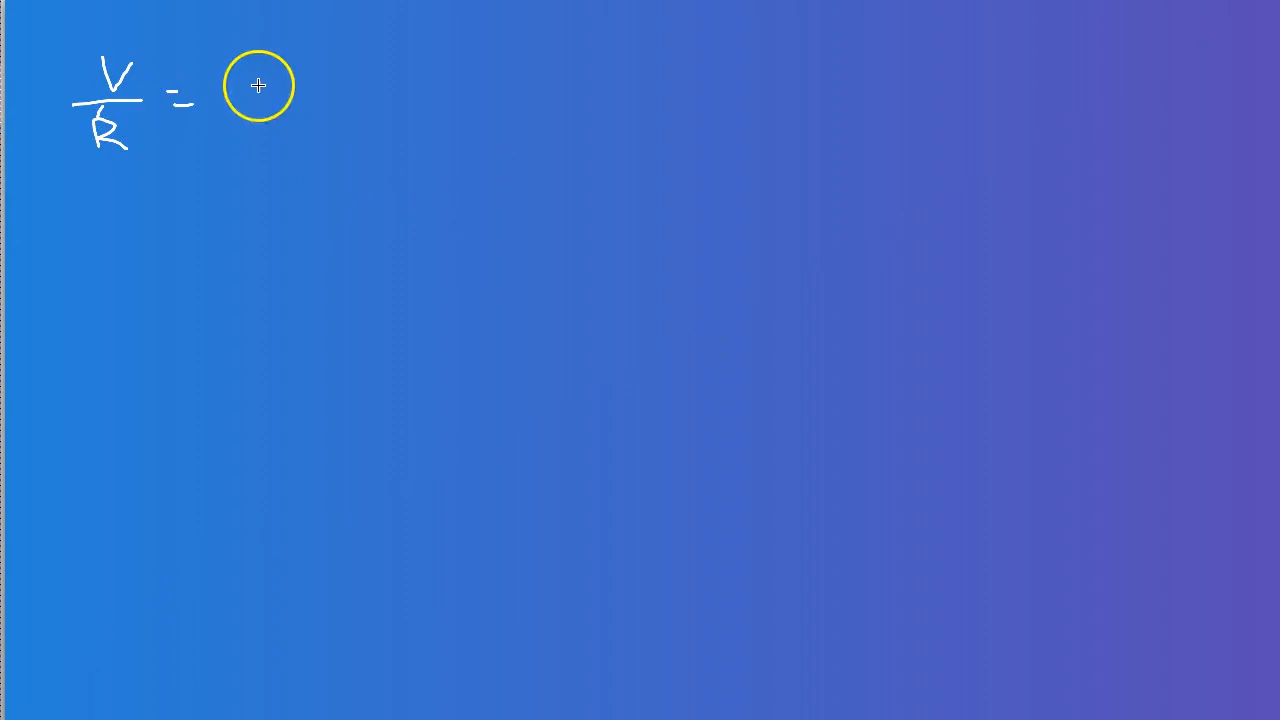 V/R =